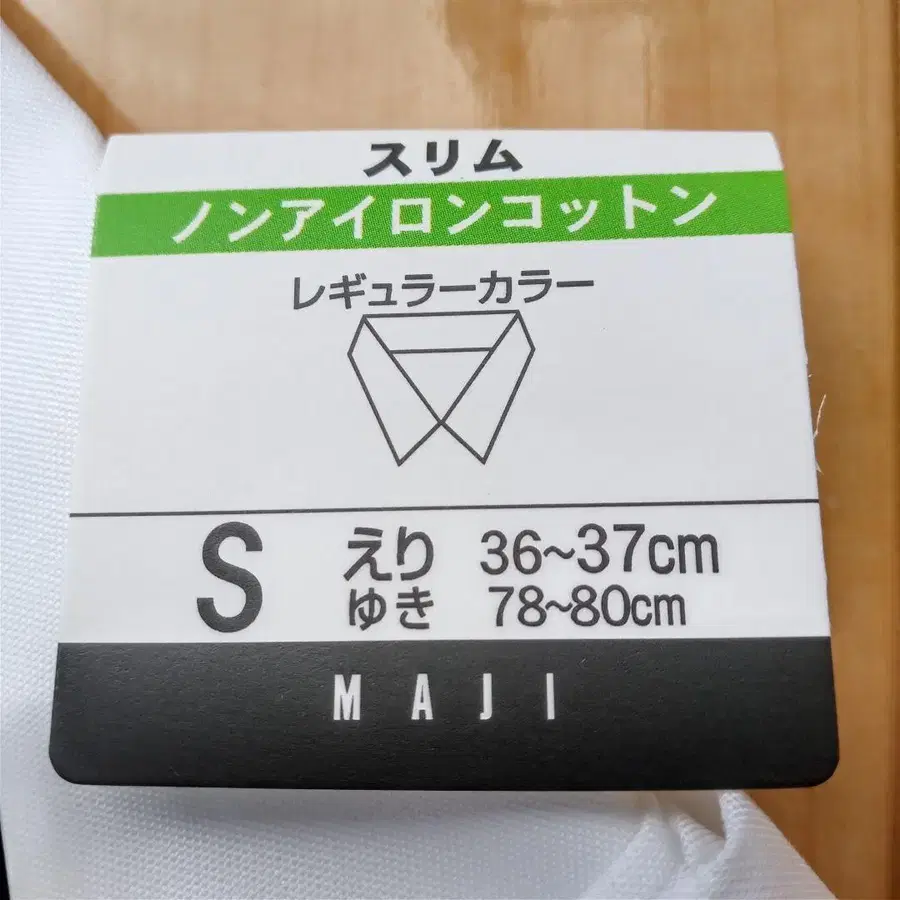 スリム
ノンアイロンコットン
レギュラーカラー
S えり 36~37cm
ゆき 78~80cm
MAJI